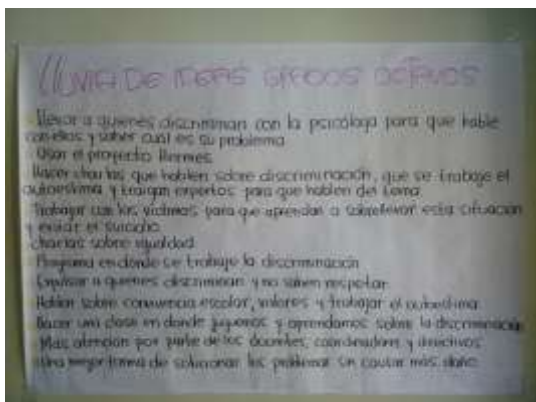 LLUVIA DE IDEAS GRADOS OCTAVOS
Llevar a quienes discriminan con la psicóloga para que hable
con ellos y saber cuál es su problema
Usar el proyecto Hermes
Hacer charlas que hablen sobre discriminación, que se trabaje el
autoestima y traigan expertos para que hablen del tema
Trabajar con las víctimas para que aprendan a sobrellevar esta situación
y evitar el suicidio
charlas sobre igualdad
Programa en donde se trabaje la discriminación
Expulsar a quienes discriminan y no saben respetar
Hablar sobre convivencia escolar, valores y trabajar el autoestima
Hacer una clase en donde juguemos y aprendamos sobre la discriminación
Más atención por parte de los docentes, coordinadores y directivos
Una mejor forma de solucionar los problemas sin causar más daño